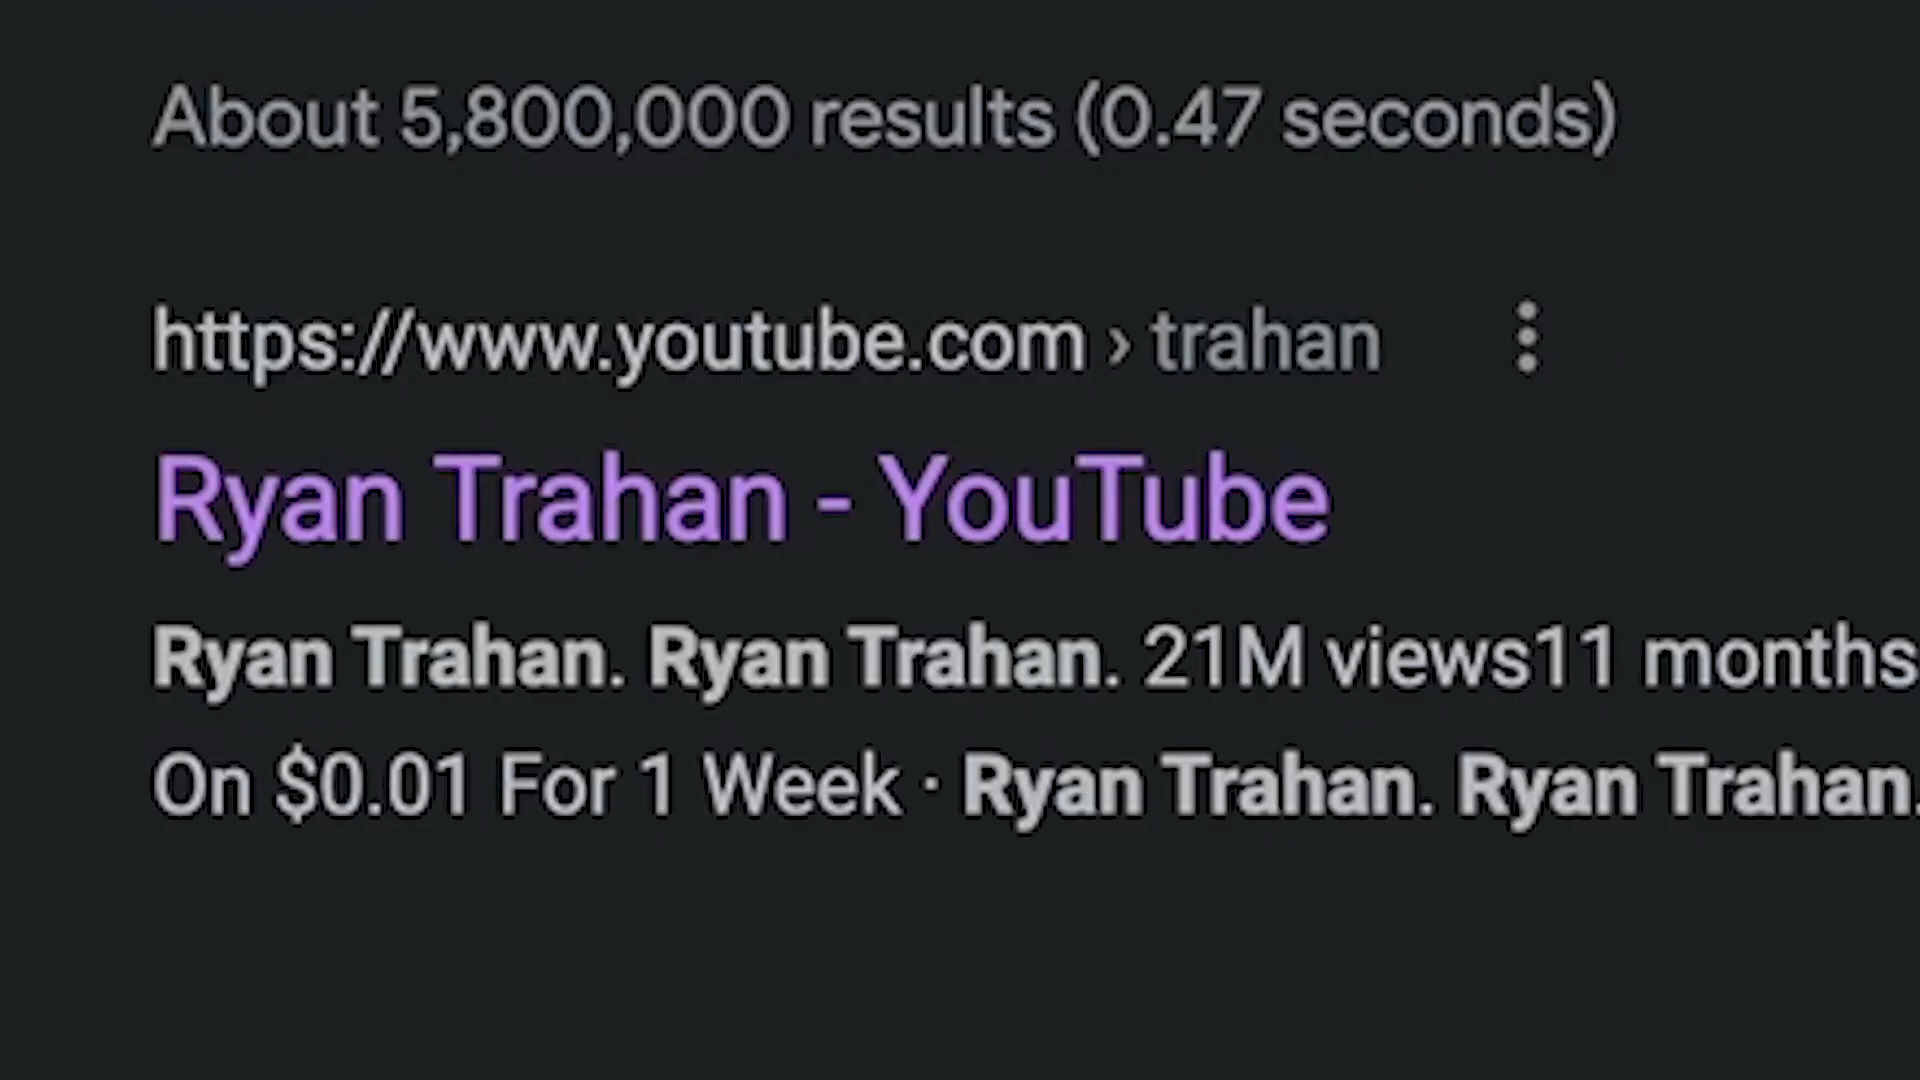 About 5,800,000 results (0.47 seconds)
https://www.youtube.com › trahan
Ryan Trahan - YouTube
Ryan Trahan. Ryan Trahan. 21M views11 months
On $0.01 For 1 Week · Ryan Trahan. Ryan Trahan.